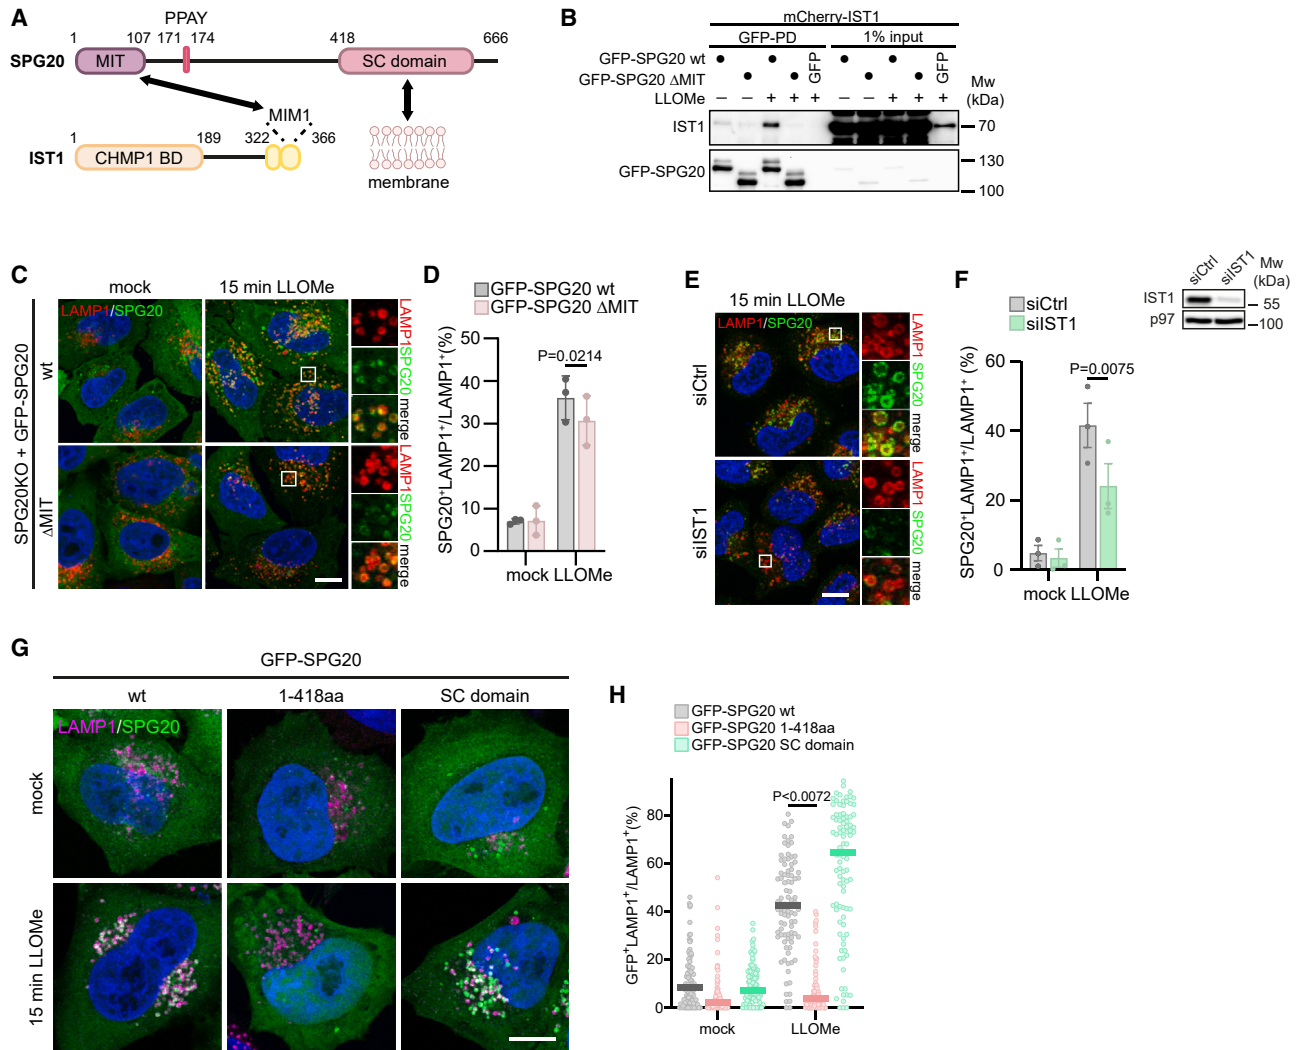 A
PPAY
1 107 171 174 418 666
SPG20 MIT SC domain
MIM1
1 189 322 366
IST1 CHMP1 BD
membrane
B
mCherry-IST1
GFP-PD 1% input
GFP-SPG20 wt ● ● ● ●
GFP-SPG20 ΔMIT ● ● GFP ● ● GFP
LLOMe − − + + + − − + + +
Mw
(kDa)
IST1 70
GFP-SPG20 130
100
C
mock 15 min LLOMe
LAMP1/SPG20
SPG20KO + GFP-SPG20
wt
ΔMIT
LAMP1 SPG20 merge
LAMP1 SPG20 merge
D
GFP-SPG20 wt
GFP-SPG20 ΔMIT
SPG20⁺LAMP1⁺/LAMP1⁺(%)
50
40
30
20
10
0
P=0.0214
mock LLOMe
E
15 min LLOMe
LAMP1/SPG20
siCtrl
siIST1
LAMP1 SPG20 merge
LAMP1 SPG20 merge
F
siCtrl
siIST1
SPG20⁺LAMP1⁺/LAMP1⁺ (%)
60
40
20
0
P=0.0075
mock LLOMe
siCtrl siIST1 Mw
(kDa)
IST1 55
p97 100
G
GFP-SPG20
wt 1-418aa SC domain
LAMP1/SPG20
mock
15 min LLOMe
H
GFP-SPG20 wt
GFP-SPG20 1-418aa
GFP-SPG20 SC domain
GFP⁺LAMP1⁺/LAMP1⁺(%)
80
60
40
20
0
P<0.0072
mock LLOMe